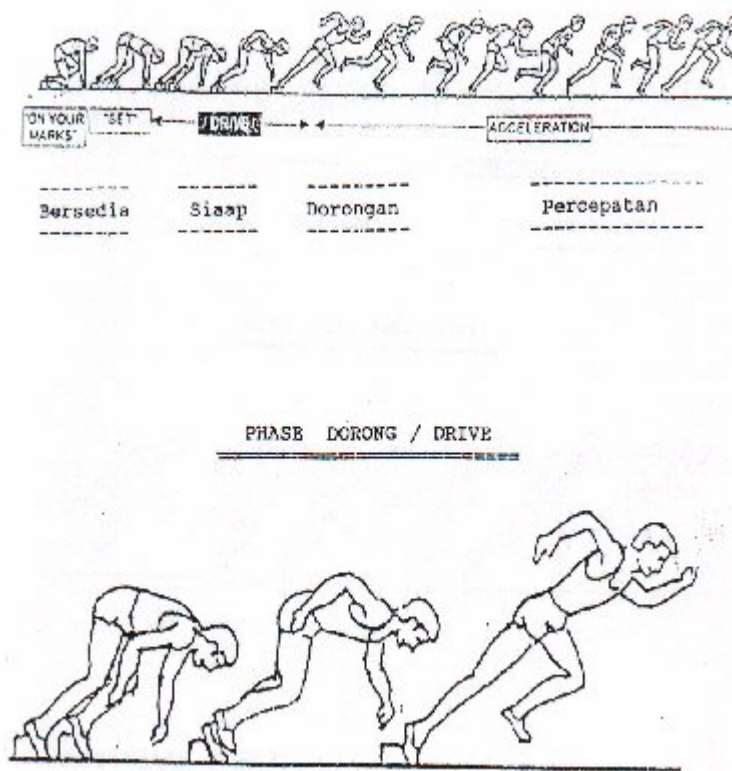 "ON YOUR MARKS" "SET" DRIVE ACCELERATION
Bersedia Siaap Dorongan Percepatan
PHASE DORONG / DRIVE